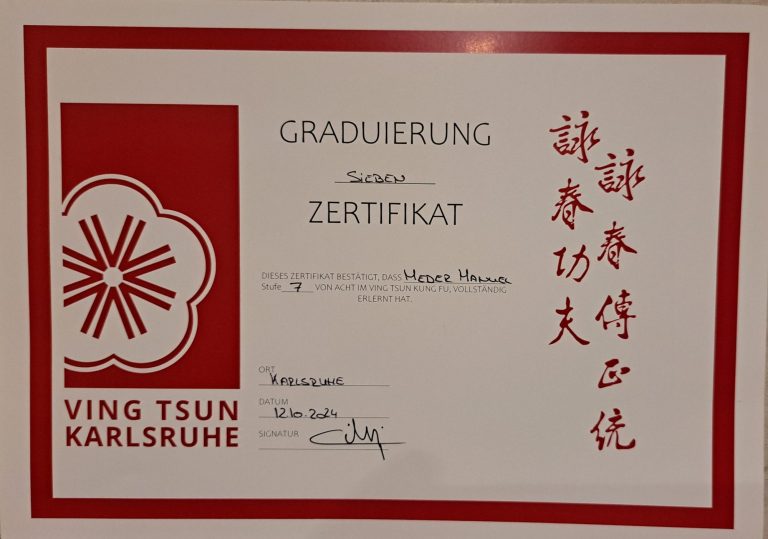 GRADUIERUNG
SIEBEN
ZERTIFIKAT
DIESES ZERTIFIKAT BESTÄTIGT, DASS MEDER MANUEL
Stufe 7 VON ACHT IM VING TSUN KUNG FU, VOLLSTÄNDIG
ERLERNT HAT.
ORT
KARLSRUHE
DATUM
12.10.2024
SIGNATUR
VING TSUN
KARLSRUHE
詠春傳正統
詠春功夫